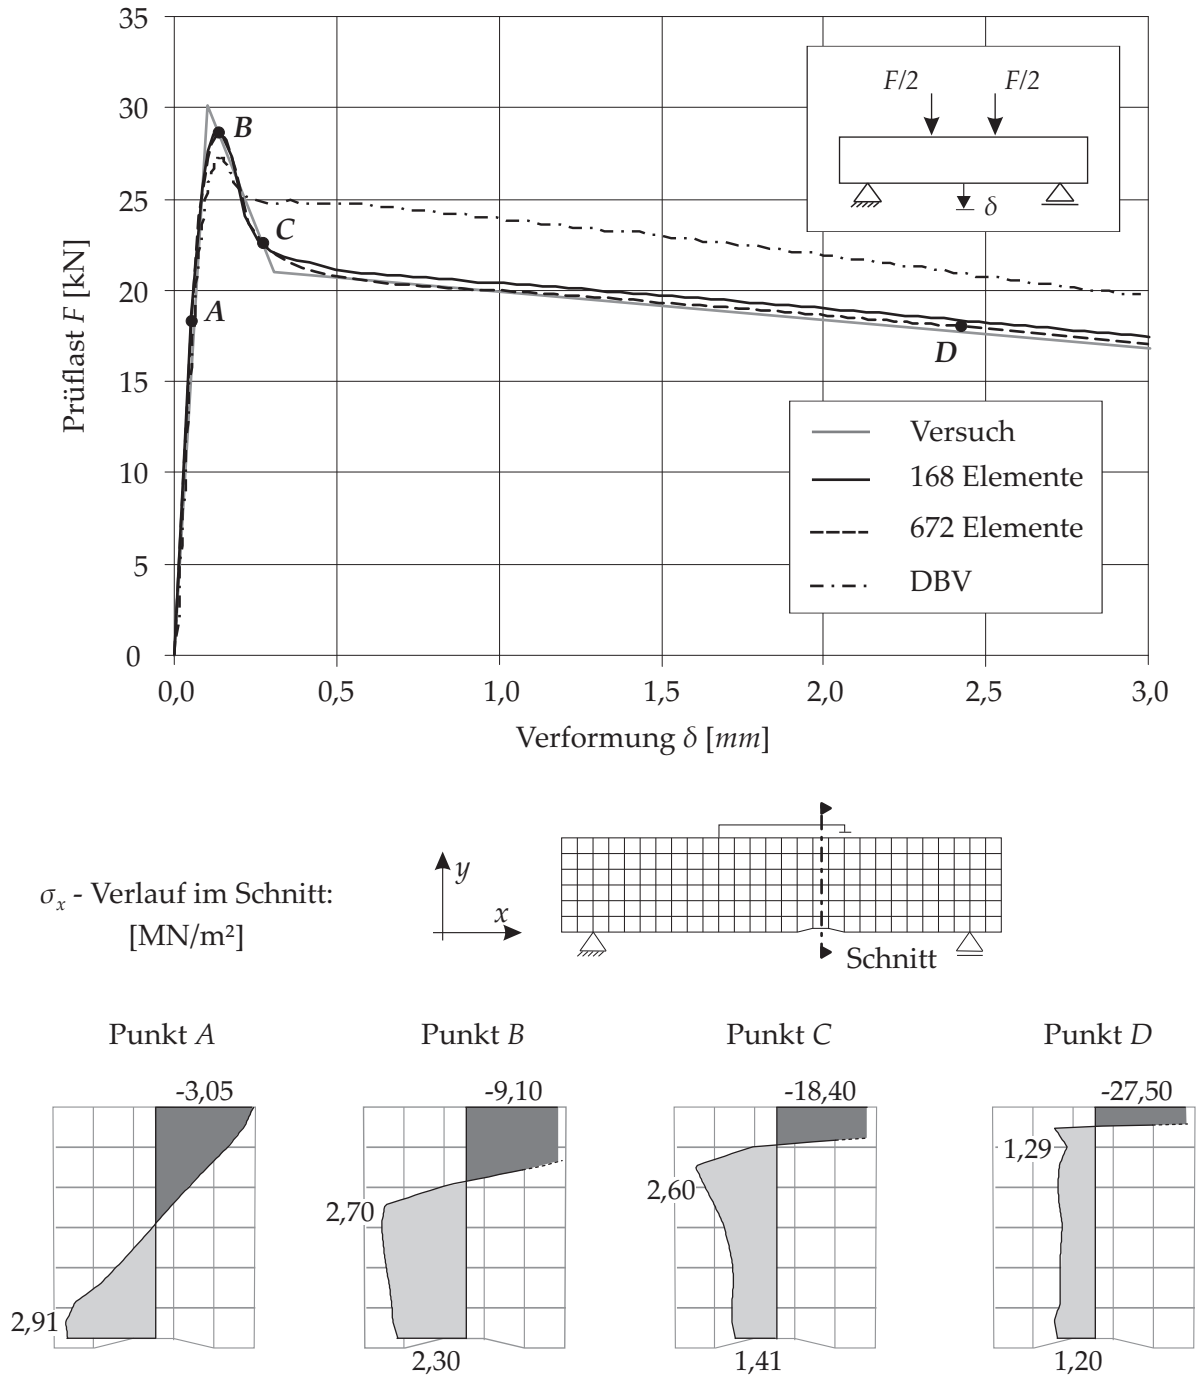 35
30
25
20
15
10
5
0
Prüflast F [kN]
0,0 0,5 1,0 1,5 2,0 2,5 3,0
Verformung δ [mm]
A
B
C
D
F/2 F/2
δ
Versuch
168 Elemente
672 Elemente
DBV
σx - Verlauf im Schnitt:
[MN/m²]
y
x
Schnitt
Punkt A Punkt B Punkt C Punkt D
-3,05 -9,10 -18,40 -27,50
2,91 2,70 2,60 1,29
2,30 1,41 1,20